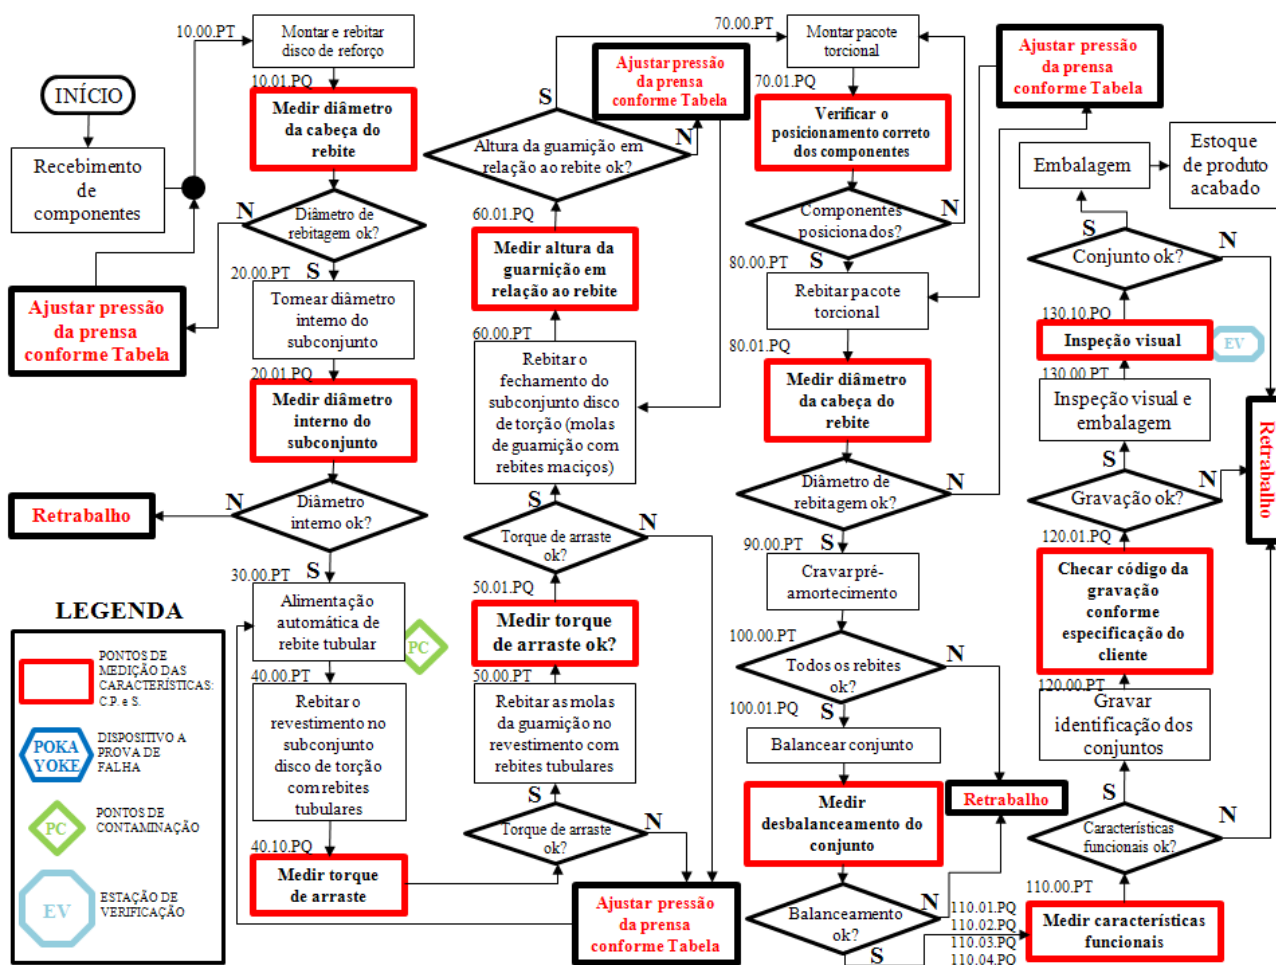 INÍCIO
Recebimento
de
componentes
10.00.PT
Montar e rebitar
disco de reforço
10.01.PQ
Medir diâmetro
da cabeça do
rebite
N
Diâmetro de
rebitagem ok?
S
Ajustar pressão
da prensa
conforme Tabela
20.00.PT
Tornear diâmetro
interno do
subconjunto
20.01.PQ
Medir diâmetro
interno do
subconjunto
N
Diâmetro
interno ok?
S
Retrabalho
30.00.PT
Alimentação
automática de
rebite tubular
PC
40.00.PT
Rebitar o
revestimento no
subconjunto
disco de torção
com rebites
tubulares
40.10.PQ
Medir torque
de arraste
LEGENDA
PONTOS DE
MEDIÇÃO DAS
CARACTERÍSTICAS:
C.P. e S.
POKA
YOKE
DISPOSITIVO A
PROVA DE
FALHA
PC
PONTOS DE
CONTAMINAÇÃO
EV
ESTAÇÃO DE
VERIFICAÇÃO
S
Altura da guarnição em
relação ao rebite ok?
N
Ajustar pressão
da prensa
conforme Tabela
60.01.PQ
Medir altura da
guarnição em
relação ao rebite
60.00.PT
Rebitar o
fechamento do
subconjunto disco
de torção (molas
de guarnição com
rebites maciços)
S
Torque de arraste
ok?
N
50.01.PQ
Medir torque
de arraste ok?
50.00.PT
Rebitar as molas
da guarnição no
revestimento com
rebites tubulares
S
Torque de arraste
ok?
N
Ajustar pressão
da prensa
conforme Tabela
70.00.PT
Montar pacote
torcional
70.01.PQ
Verificar o
posicionamento correto
dos componentes
N
Componentes
posicionados?
S
80.00.PT
Rebitar pacote
torcional
80.01.PQ
Medir diâmetro
da cabeça do
rebite
Diâmetro de
rebitagem ok?
N
S
90.00.PT
Cravar pré-
amortecimento
100.00.PT
Todos os rebites
ok?
N
S
100.01.PQ
Balancear conjunto
Medir
desbalanceamento do
conjunto
Retrabalho
Balanceamento
ok?
N
S
110.01.PQ
110.02.PQ
110.03.PQ
110.04.PQ
Ajustar pressão
da prensa
conforme Tabela
Embalagem
Estoque
de produto
acabado
S
Conjunto ok?
N
130.10.PQ
Inspeção visual
EV
130.00.PT
Inspeção visual e
embalagem
S
Gravação ok?
N
Retrabalho
120.01.PQ
Checar código da
gravação
conforme
especificação do
cliente
120.00.PT
Gravar
identificação dos
conjuntos
S
Características
funcionais ok?
N
110.00.PT
Medir características
funcionais